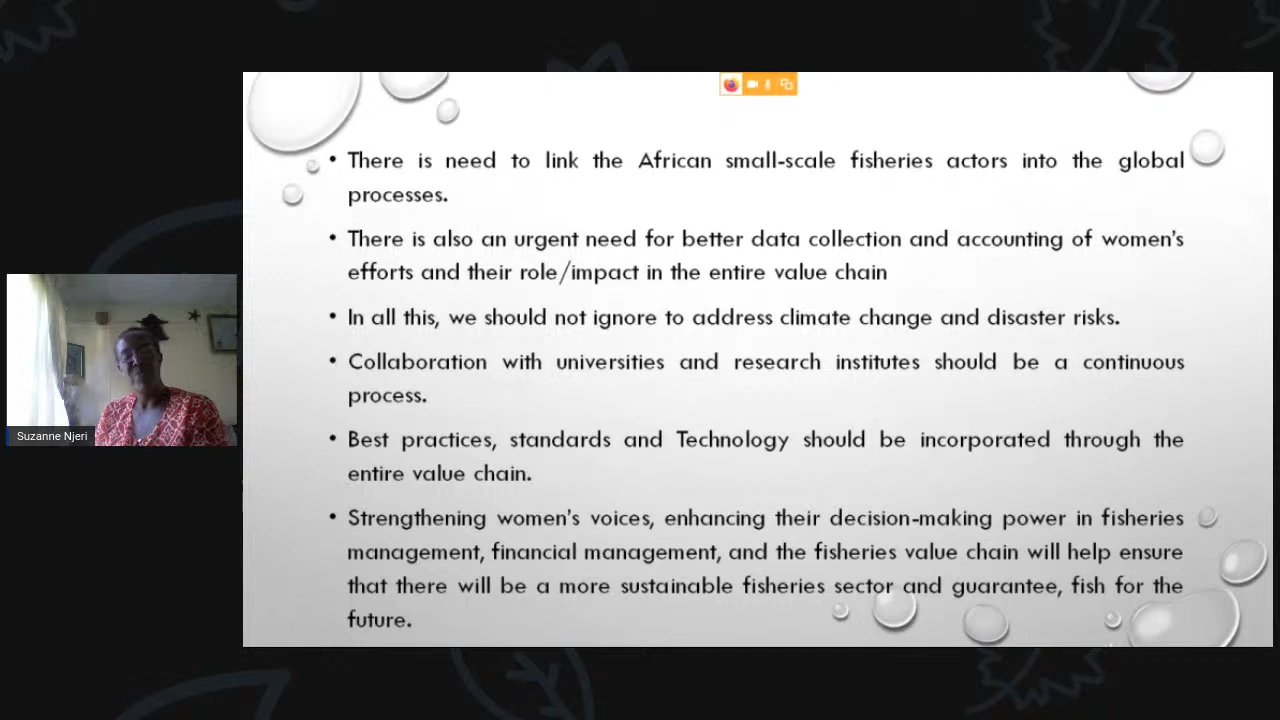 • There is need to link the African small-scale fisheries actors into the global
processes.
• There is also an urgent need for better data collection and accounting of women's
efforts and their role/impact in the entire value chain
• In all this, we should not ignore to address climate change and disaster risks.
• Collaboration with universities and research institutes should be a continuous
process.
• Best practices, standards and Technology should be incorporated through the
entire value chain.
• Strengthening women's voices, enhancing their decision-making power in fisheries
management, financial management, and the fisheries value chain will help ensure
that there will be a more sustainable fisheries sector and guarantee, fish for the
future.
Suzanne Njeri